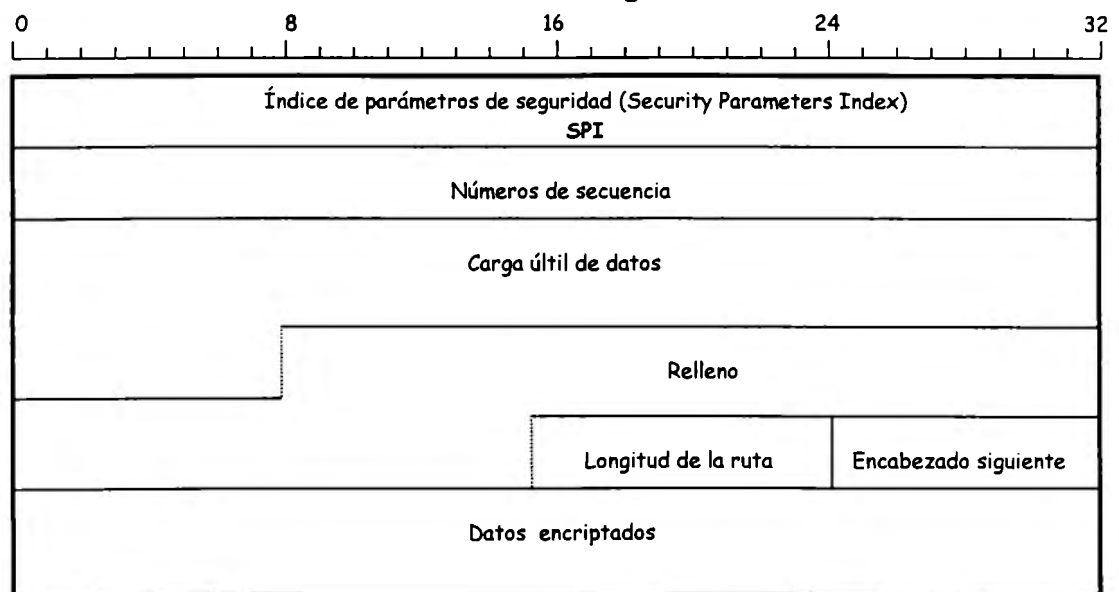 0 8 16 24 32
Índice de parámetros de seguridad (Security Parameters Index)
SPI
Números de secuencia
Carga últil de datos
Relleno
Longitud de la ruta Encabezado siguiente
Datos encriptados